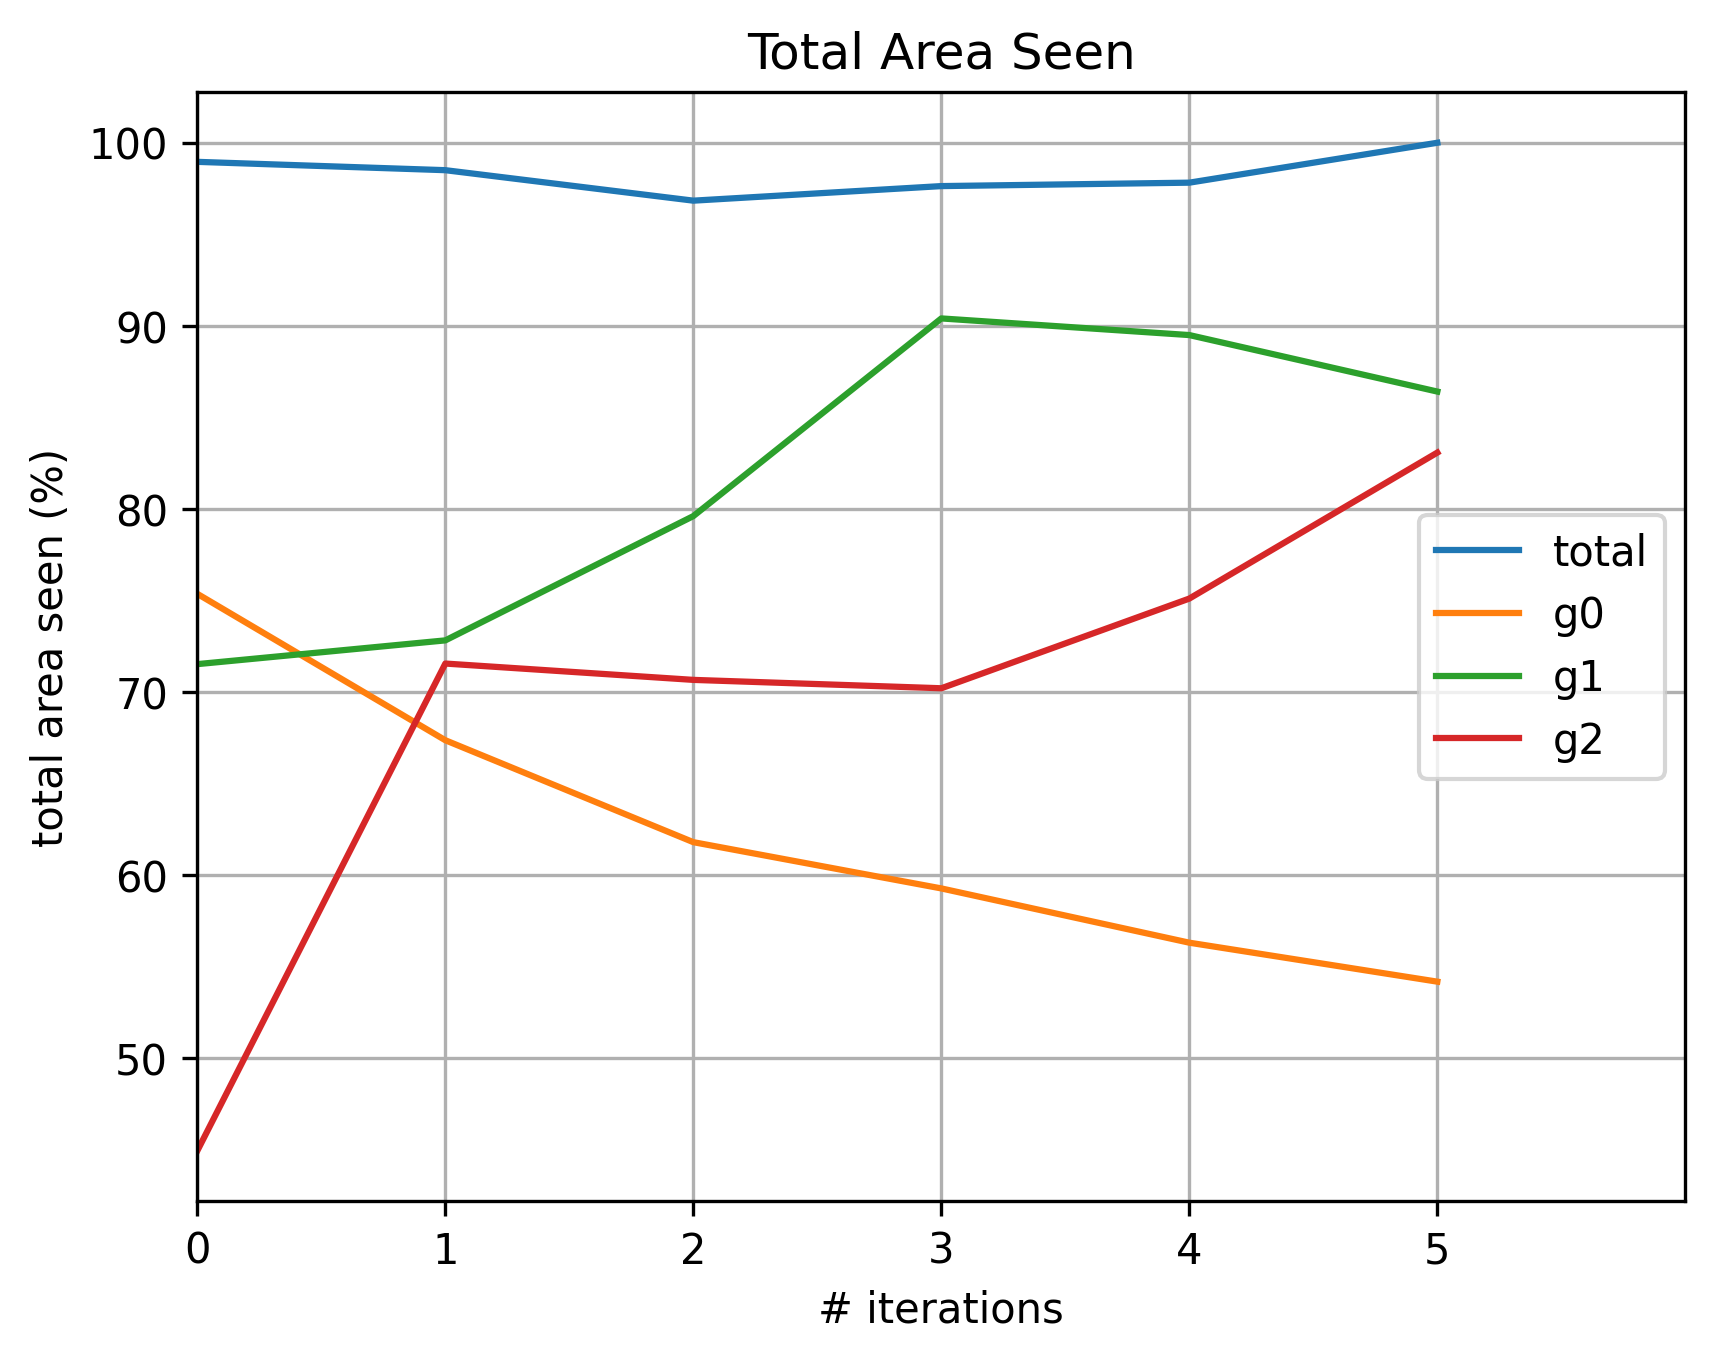 Total Area Seen
total area seen (%)
100
90
80
70
60
50
total
g0
g1
g2
0 1 2 3 4 5
# iterations